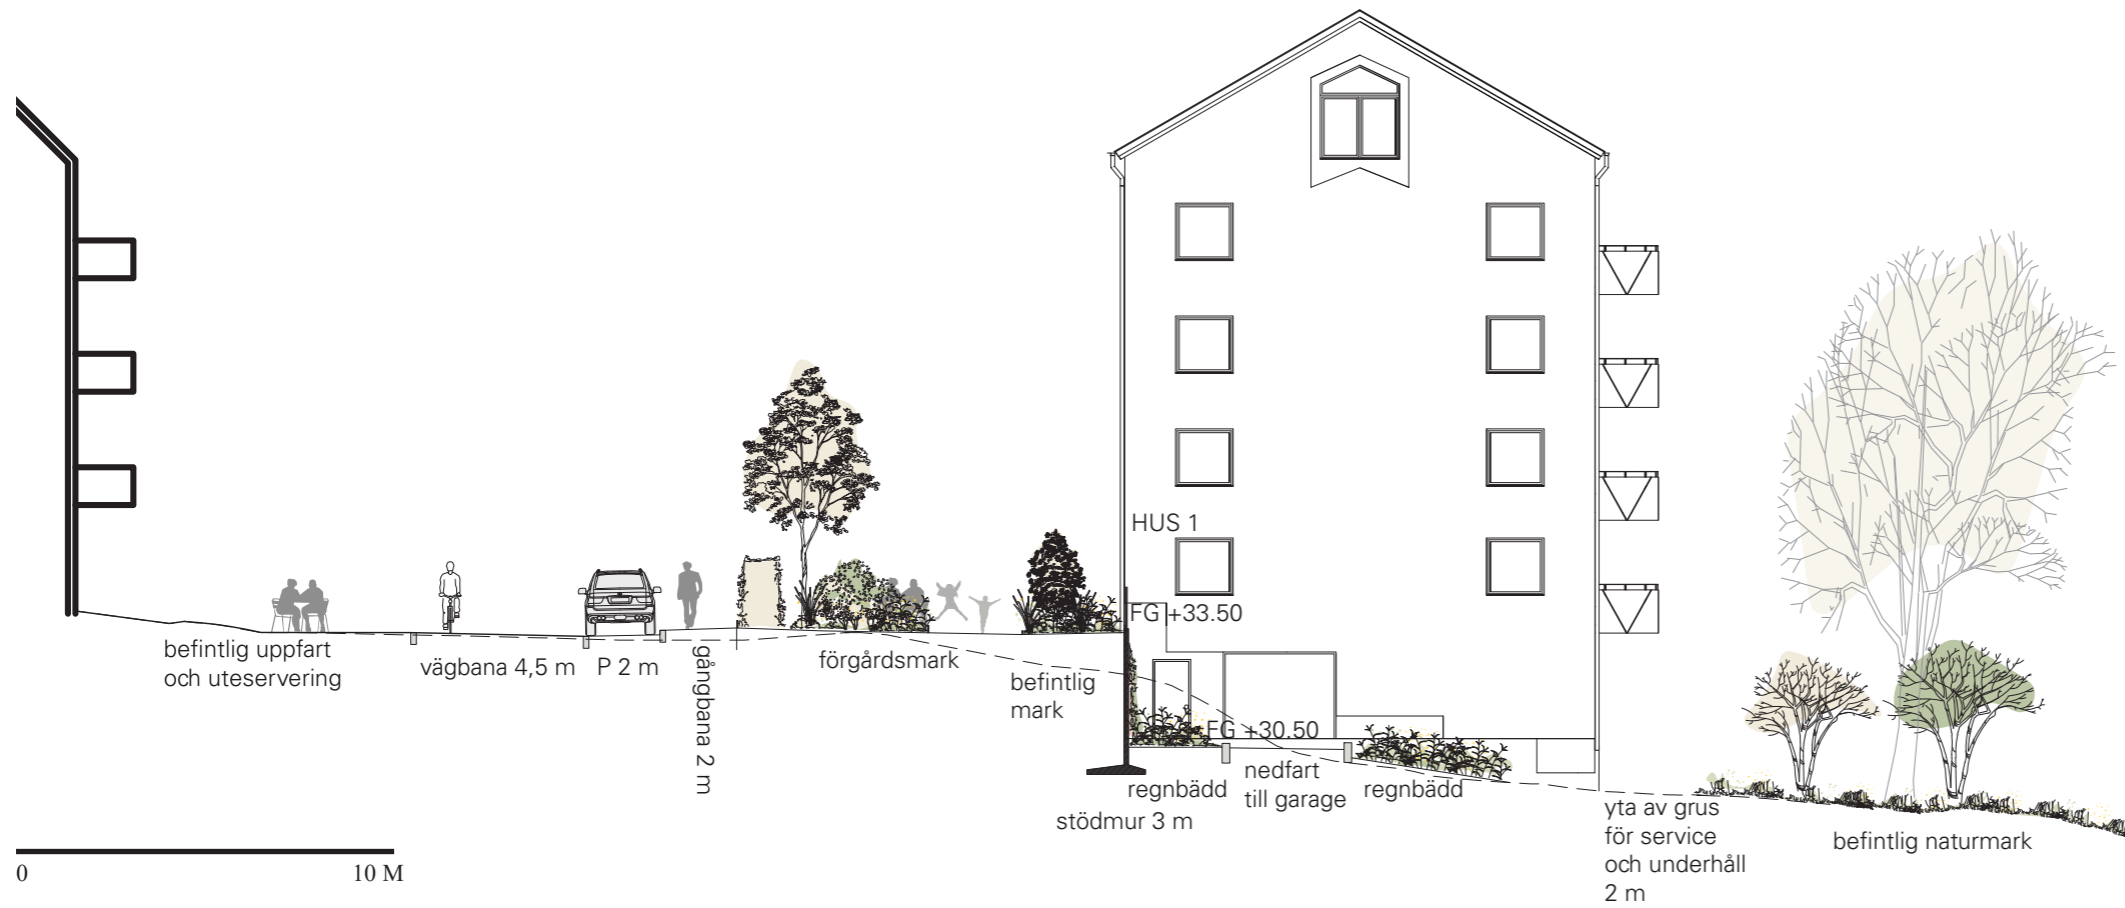 HUS 1
FG +33.50
befintlig uppfart
och uteservering
vägbana 4,5 m
P 2 m
gångbana 2 m
förgårdsmark
befintlig
mark
FG +30.50
regnbädd
nedfart
till garage
regnbädd
stödmur 3 m
yta av grus
för service
och underhåll
2 m
befintlig naturmark
0
10 M